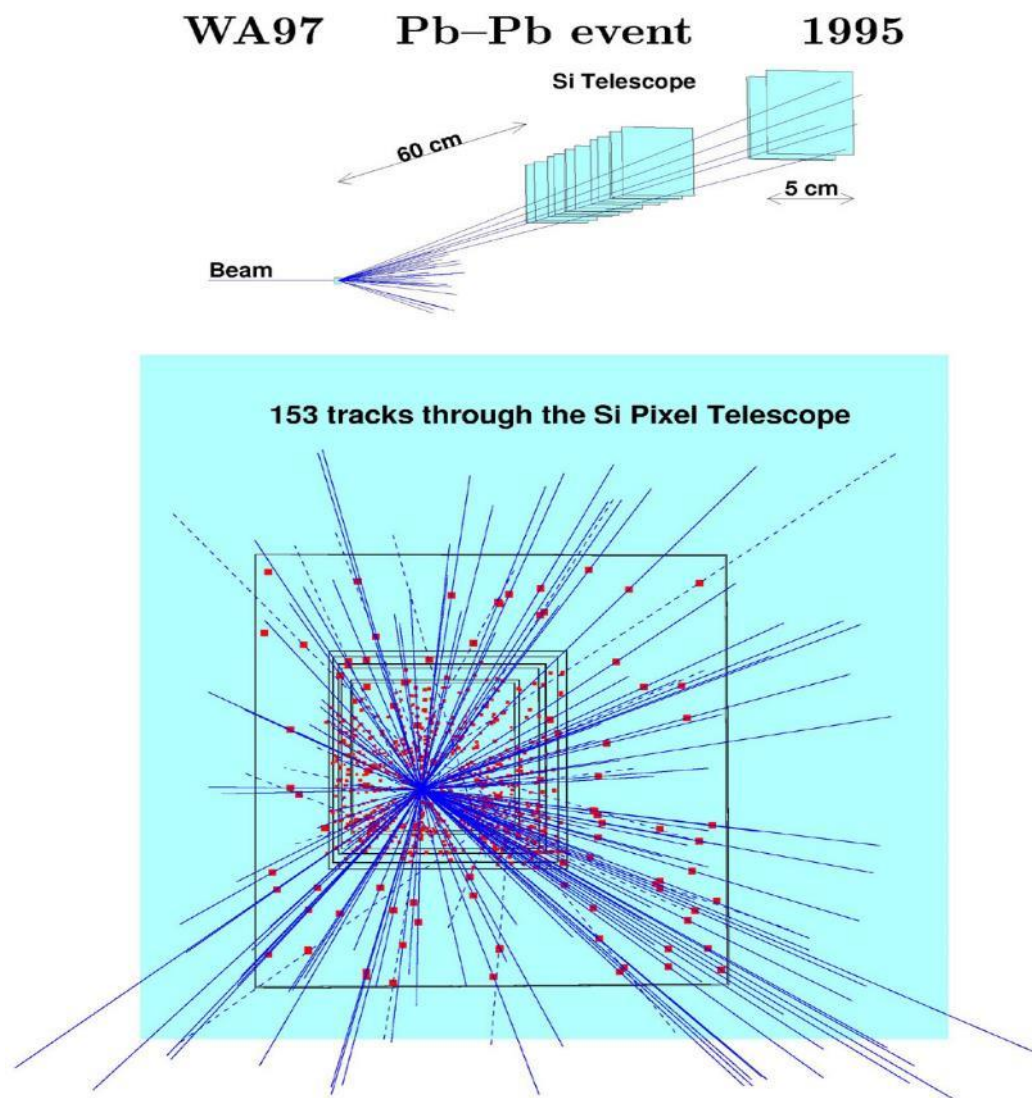 WA97 Pb–Pb event 1995
Si Telescope
60 cm
5 cm
Beam
153 tracks through the Si Pixel Telescope